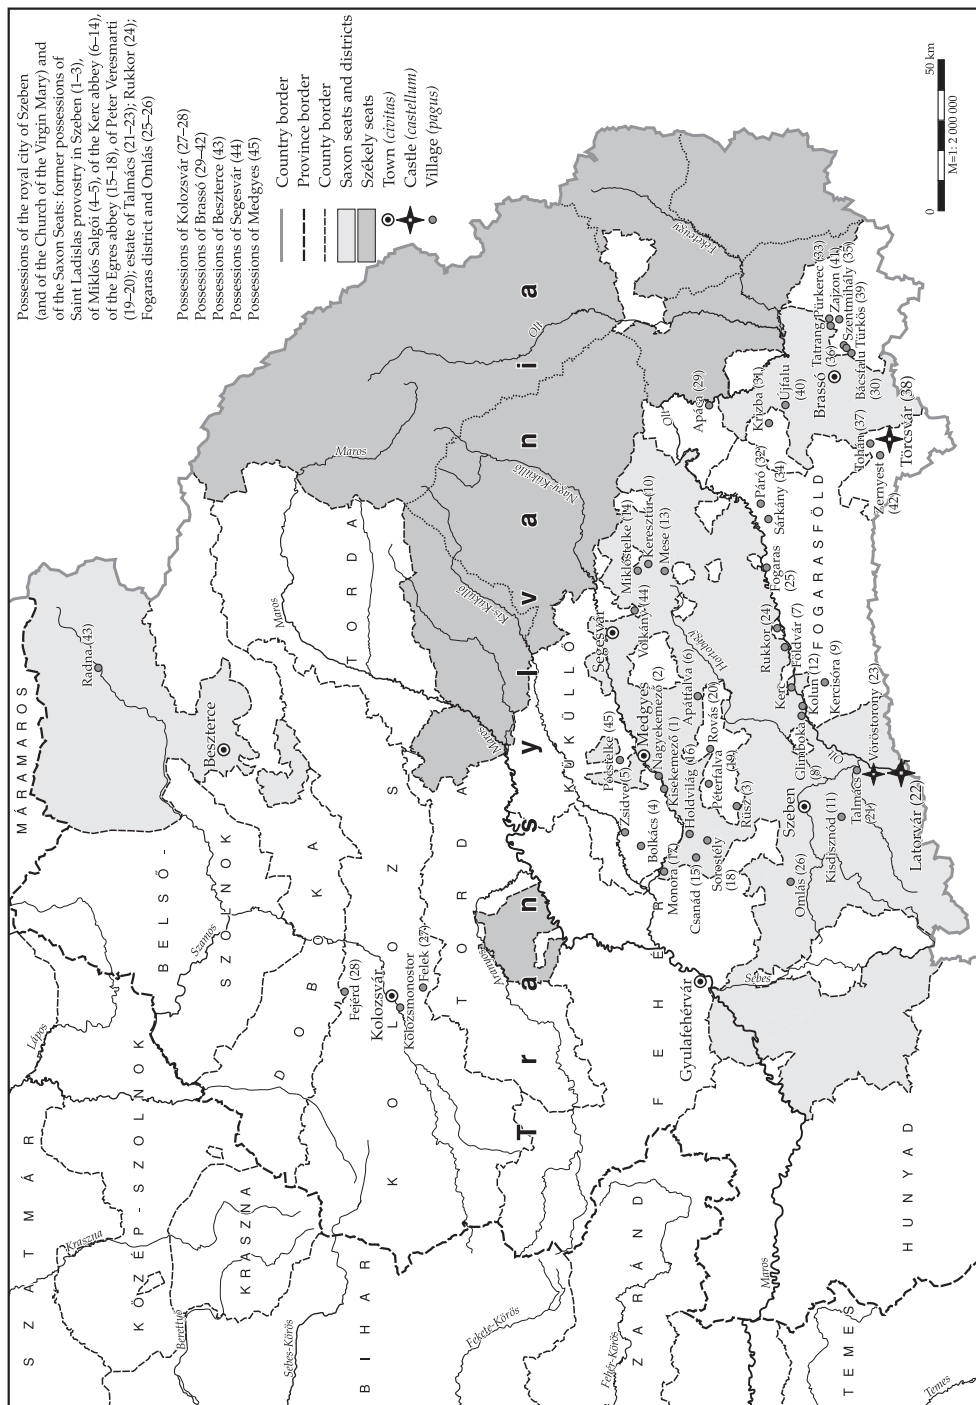 Possessions of the royal city of Szeben
(and of the Church of the Virgin Mary) and
of the Saxon Seats: former possessions of
Saint Ladislas provostry in Szeben (1–3),
of Miklós Salgói (4–5), of the Kerc abbey (6–14),
of the Egres abbey (15–18), of Peter Veresmarti
(19–20); estate of Talmács (21–23); Rukkor (24);
Fogaras district and Omlás (25–26)
Possessions of Kolozsvár (27–28)
Possessions of Brassó (29–42)
Possessions of Beszterce (43)
Possessions of Segesvár (44)
Possessions of Medgyes (45)
Country border
Province border
County border
Saxon seats and districts
Székely seats
Town (civitas)
Castle (castellum)
Village (pagus)
0 50 km
M=1: 2 000 000
MÁRAMAROS
SZATMÁR
KÖZÉP-SZOLNOK
KRASZNA
BIHAR
BELSŐ-
SZOLNOK
DOBOKA
KOLOZS
TORDA
TORDA
Transylvania
KÜKÜLLŐ
FEHÉR
ZARÁND
HUNYAD
TEMES
FOGARASFÖLD
Lápos
Kraszna
Berettyó
Sebes-Körös
Fekete-Körös
Fehér-Körös
Szamos
Aranyos
Maros
Maros
Maros
Maros
Temes
Sebes
Kis-Küküllő
Nagy-Küküllő
Hortobágy
Olt
Olt
Olt
Feketeügy
Radna (43)
Beszterce
Fejérd (28)
Kolozsvár
Kolozsmonostor
Felek (27)
Gyulafehérvár
Segesvár
Miklóstelke (14)
Keresztúr (10)
Mese (13)
Volkány (44)
Medgyes
Nagyekemező (2)
Kisekemező (1)
Pócstelke (45)
Zsidve (5)
Bolkács (4)
Holdvilág (16)
Monora (17)
Csanád (15)
Sorostély
(18)
Péterfalva
(19)
Rüsz (3)
Rovás (20)
Apátfalva (6)
Szeben
Omlás (26)
Kisdisznód (11)
Talmács
(21)
Latorvár (22)
Vöröstorony (23)
Glimboka
(8)
Kolun (12)
Kercisóra (9)
Kerc
Földvár (7)
Rukkor (24)
Fogaras
(25)
Sárkány (34)
Páró (32)
Apáca (29)
Krizba (31)
Újfalu
(40)
Brassó
Tatrang
(36)
Pürkerec (33)
Zajzon (41)
Szentmihály (35)
Türkös (39)
Bácsfalu
(30)
Tohán (37)
Zernyest
(42)
Törcsvár (38)